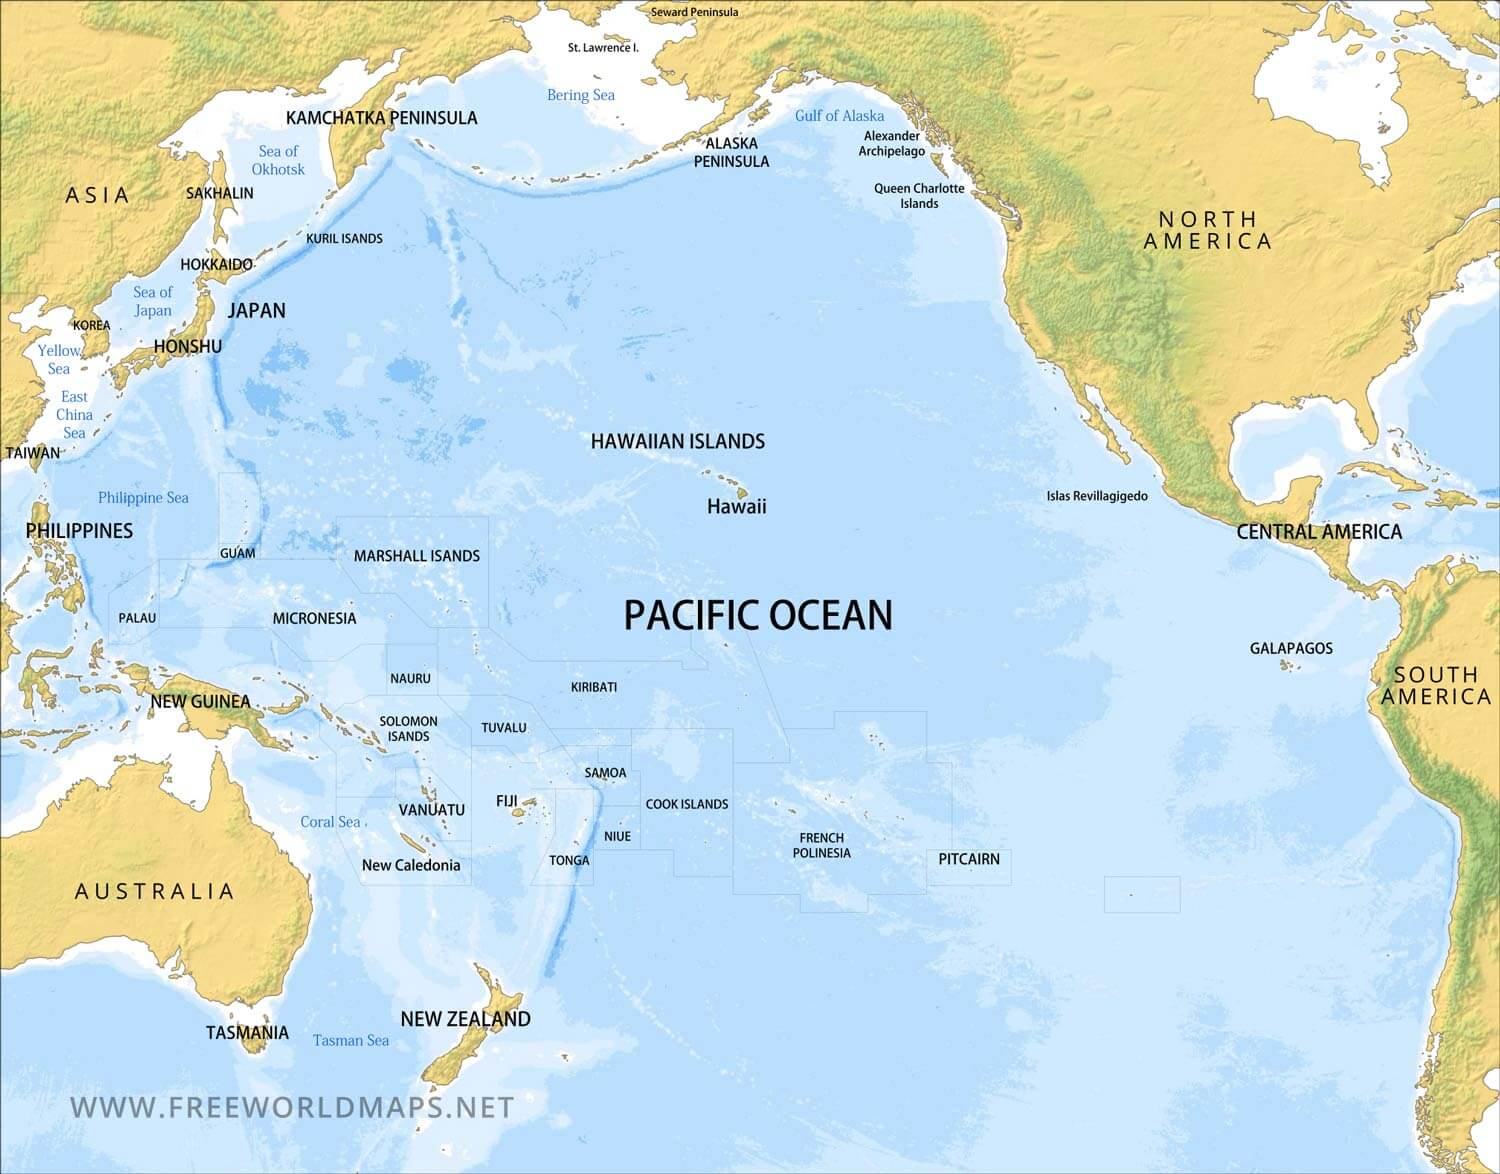 Seward Peninsula
St. Lawrence I.
Bering Sea
KAMCHATKA PENINSULA
Gulf of Alaska
Alexander
Archipelago
ALASKA
PENINSULA
Sea of
Okhotsk
ASIA
SAKHALIN
Queen Charlotte
Islands
NORTH
AMERICA
KURIL ISANDS
HOKKAIDO
Sea of
Japan
JAPAN
KOREA
HONSHU
Yellow
Sea
East
China
Sea
TAIWAN
HAWAIIAN ISLANDS
Hawaii
Islas Revillagigedo
Philippine Sea
PHILIPPINES
CENTRAL AMERICA
GUAM
MARSHALL ISANDS
PALAU
MICRONESIA
PACIFIC OCEAN
GALAPAGOS
SOUTH
AMERICA
NAURU
KIRIBATI
NEW GUINEA
SOLOMON
ISANDS
TUVALU
SAMOA
FIJI
VANUATU
COOK ISLANDS
Coral Sea
NIUE
FRENCH
POLINESIA
New Caledonia
TONGA
PITCAIRN
AUSTRALIA
NEW ZEALAND
TASMANIA
Tasman Sea
WWW.FREEWORLDMAPS.NET